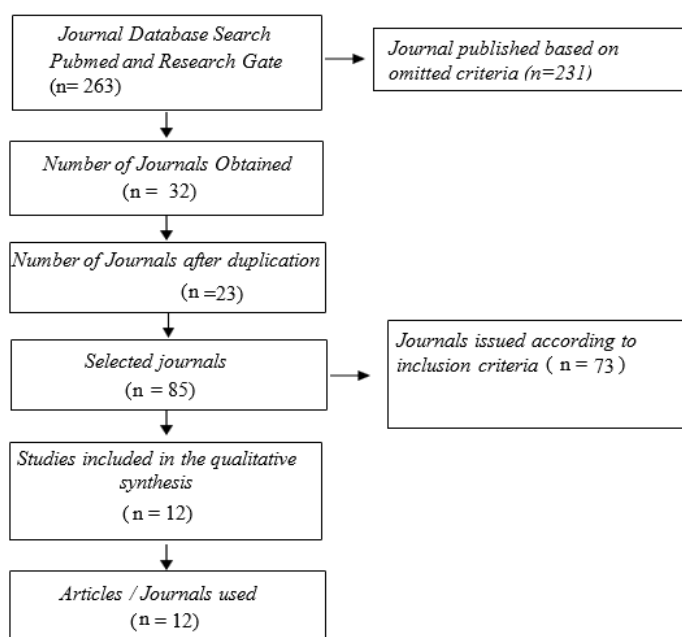 Journal Database Search
Pubmed and Research Gate
(n= 263)
Journal published based on
omitted criteria (n=231)
Number of Journals Obtained
(n = 32)
Number of Journals after duplication
(n =23)
Selected journals
(n = 85)
Journals issued according to
inclusion criteria ( n = 73 )
Studies included in the qualitative
synthesis
(n = 12)
Articles / Journals used
(n = 12)